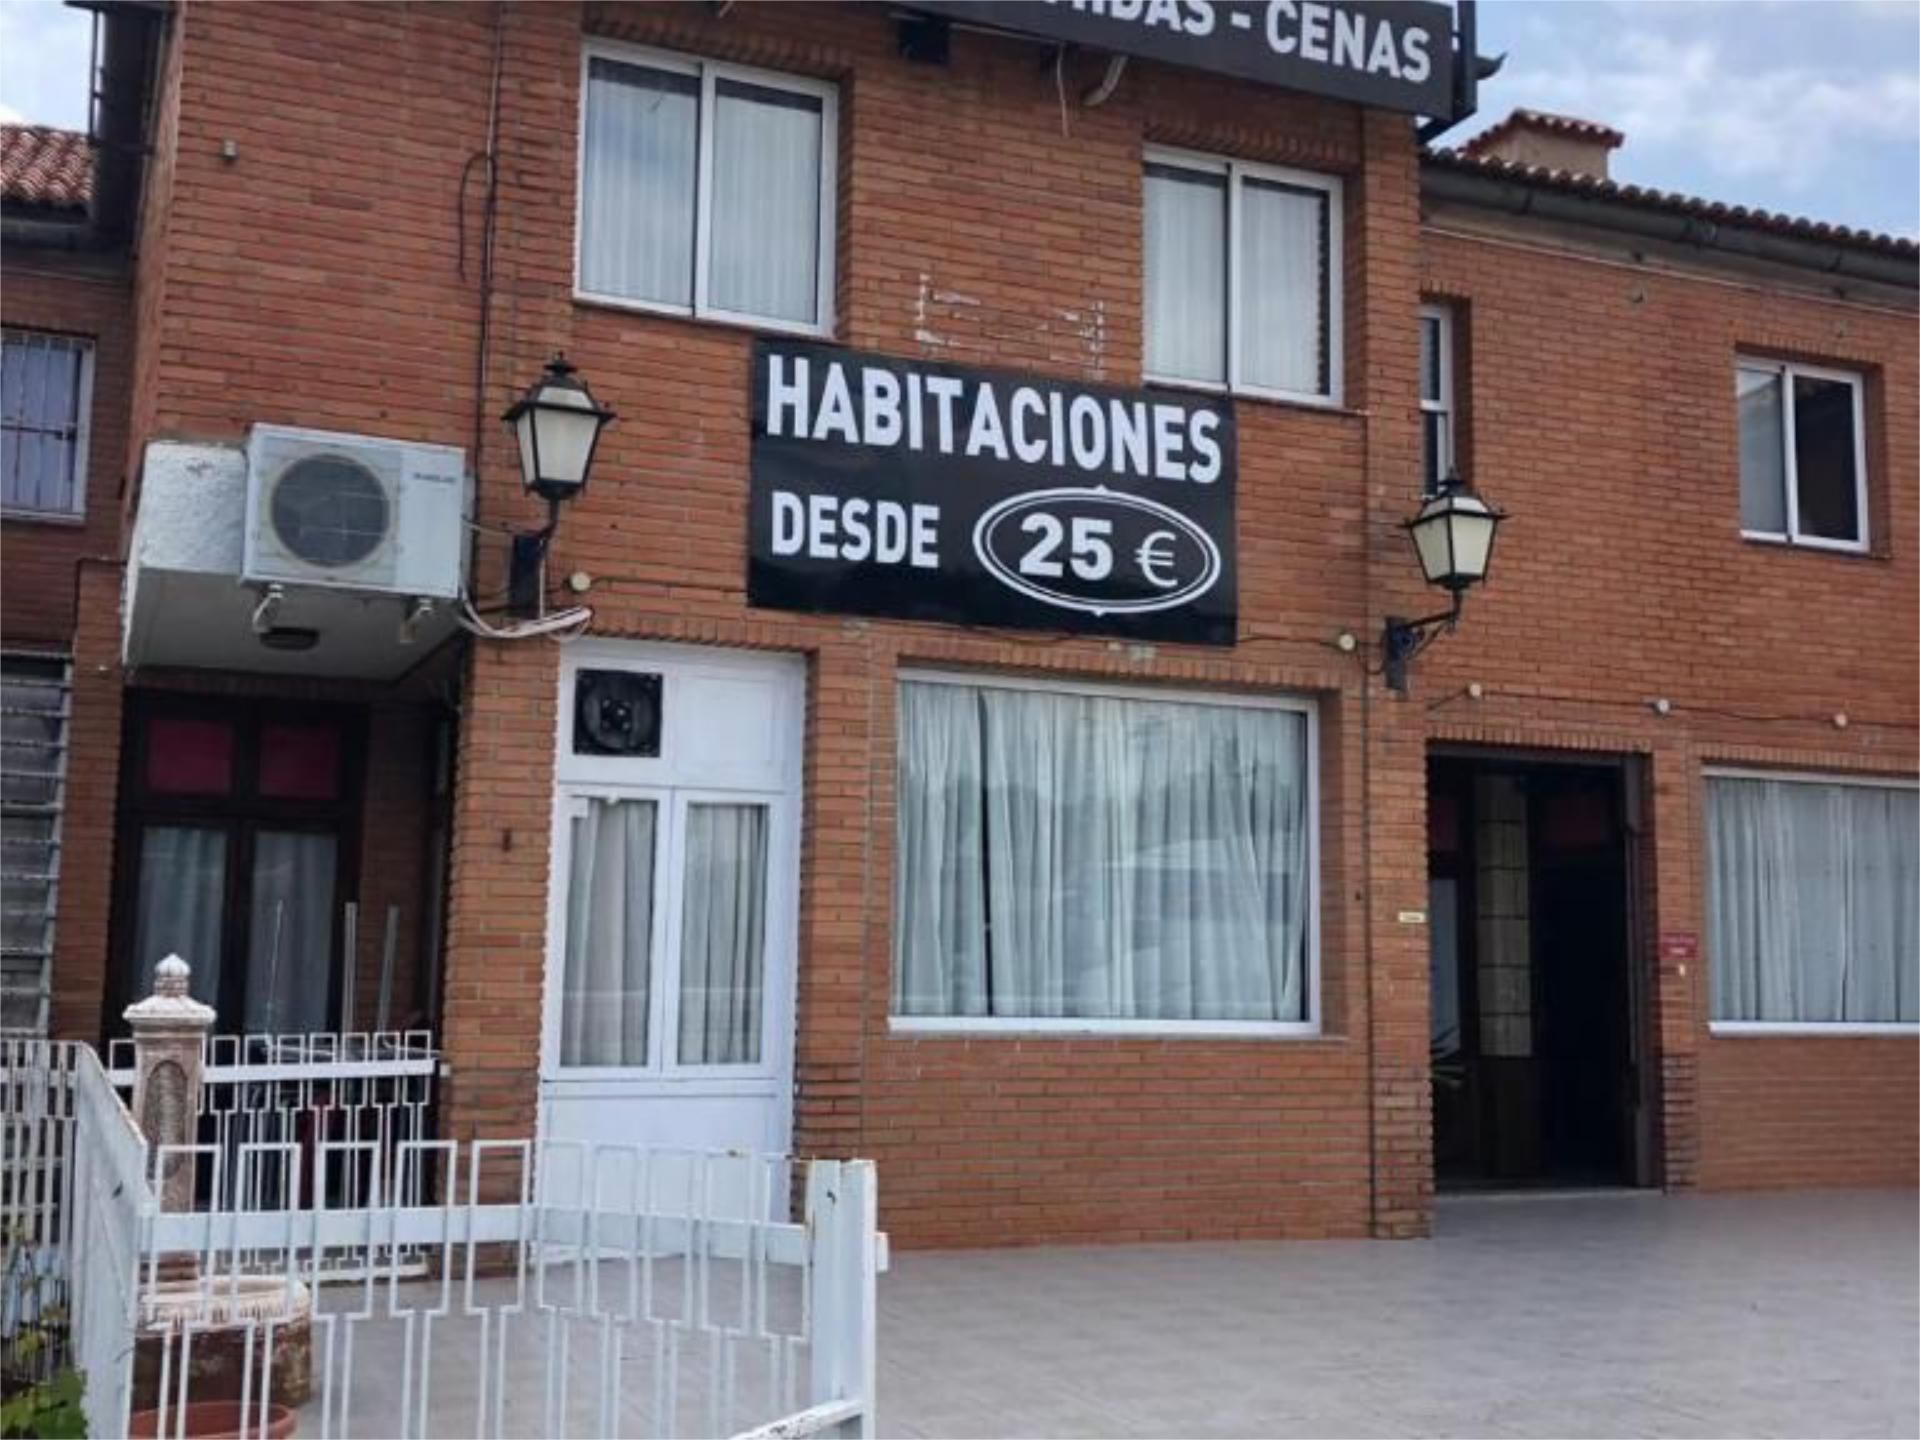 - CENAS
HABITACIONES
DESDE 25 €